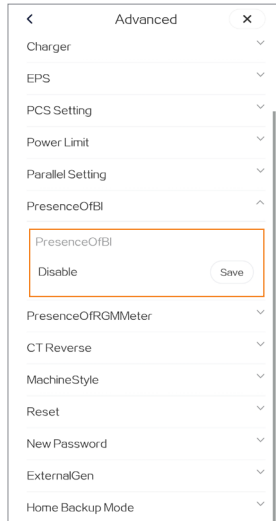 Advanced
Charger
EPS
PCS Setting
Power Limit
Parallel Setting
PresenceOfBI
PresenceOfBI
Disable Save
PresenceOfRGMMeter
CT Reverse
MachineStyle
Reset
New Password
ExternalGen
Home Backup Mode